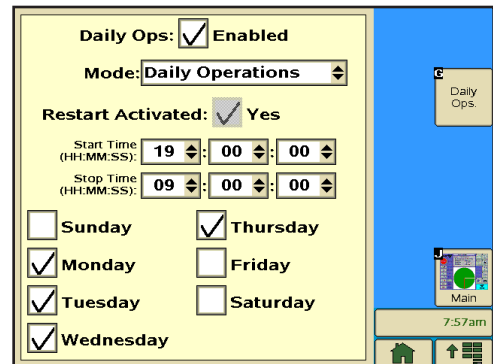 Daily Ops: Enabled
Mode: Daily Operations
Restart Activated: Yes
Start Time
(HH:MM:SS): 19 : 00 : 00
Stop Time
(HH:MM:SS): 09 : 00 : 00
Sunday
Thursday
Monday
Friday
Tuesday
Saturday
Wednesday
G
Daily
Ops.
J
Main
7:57am